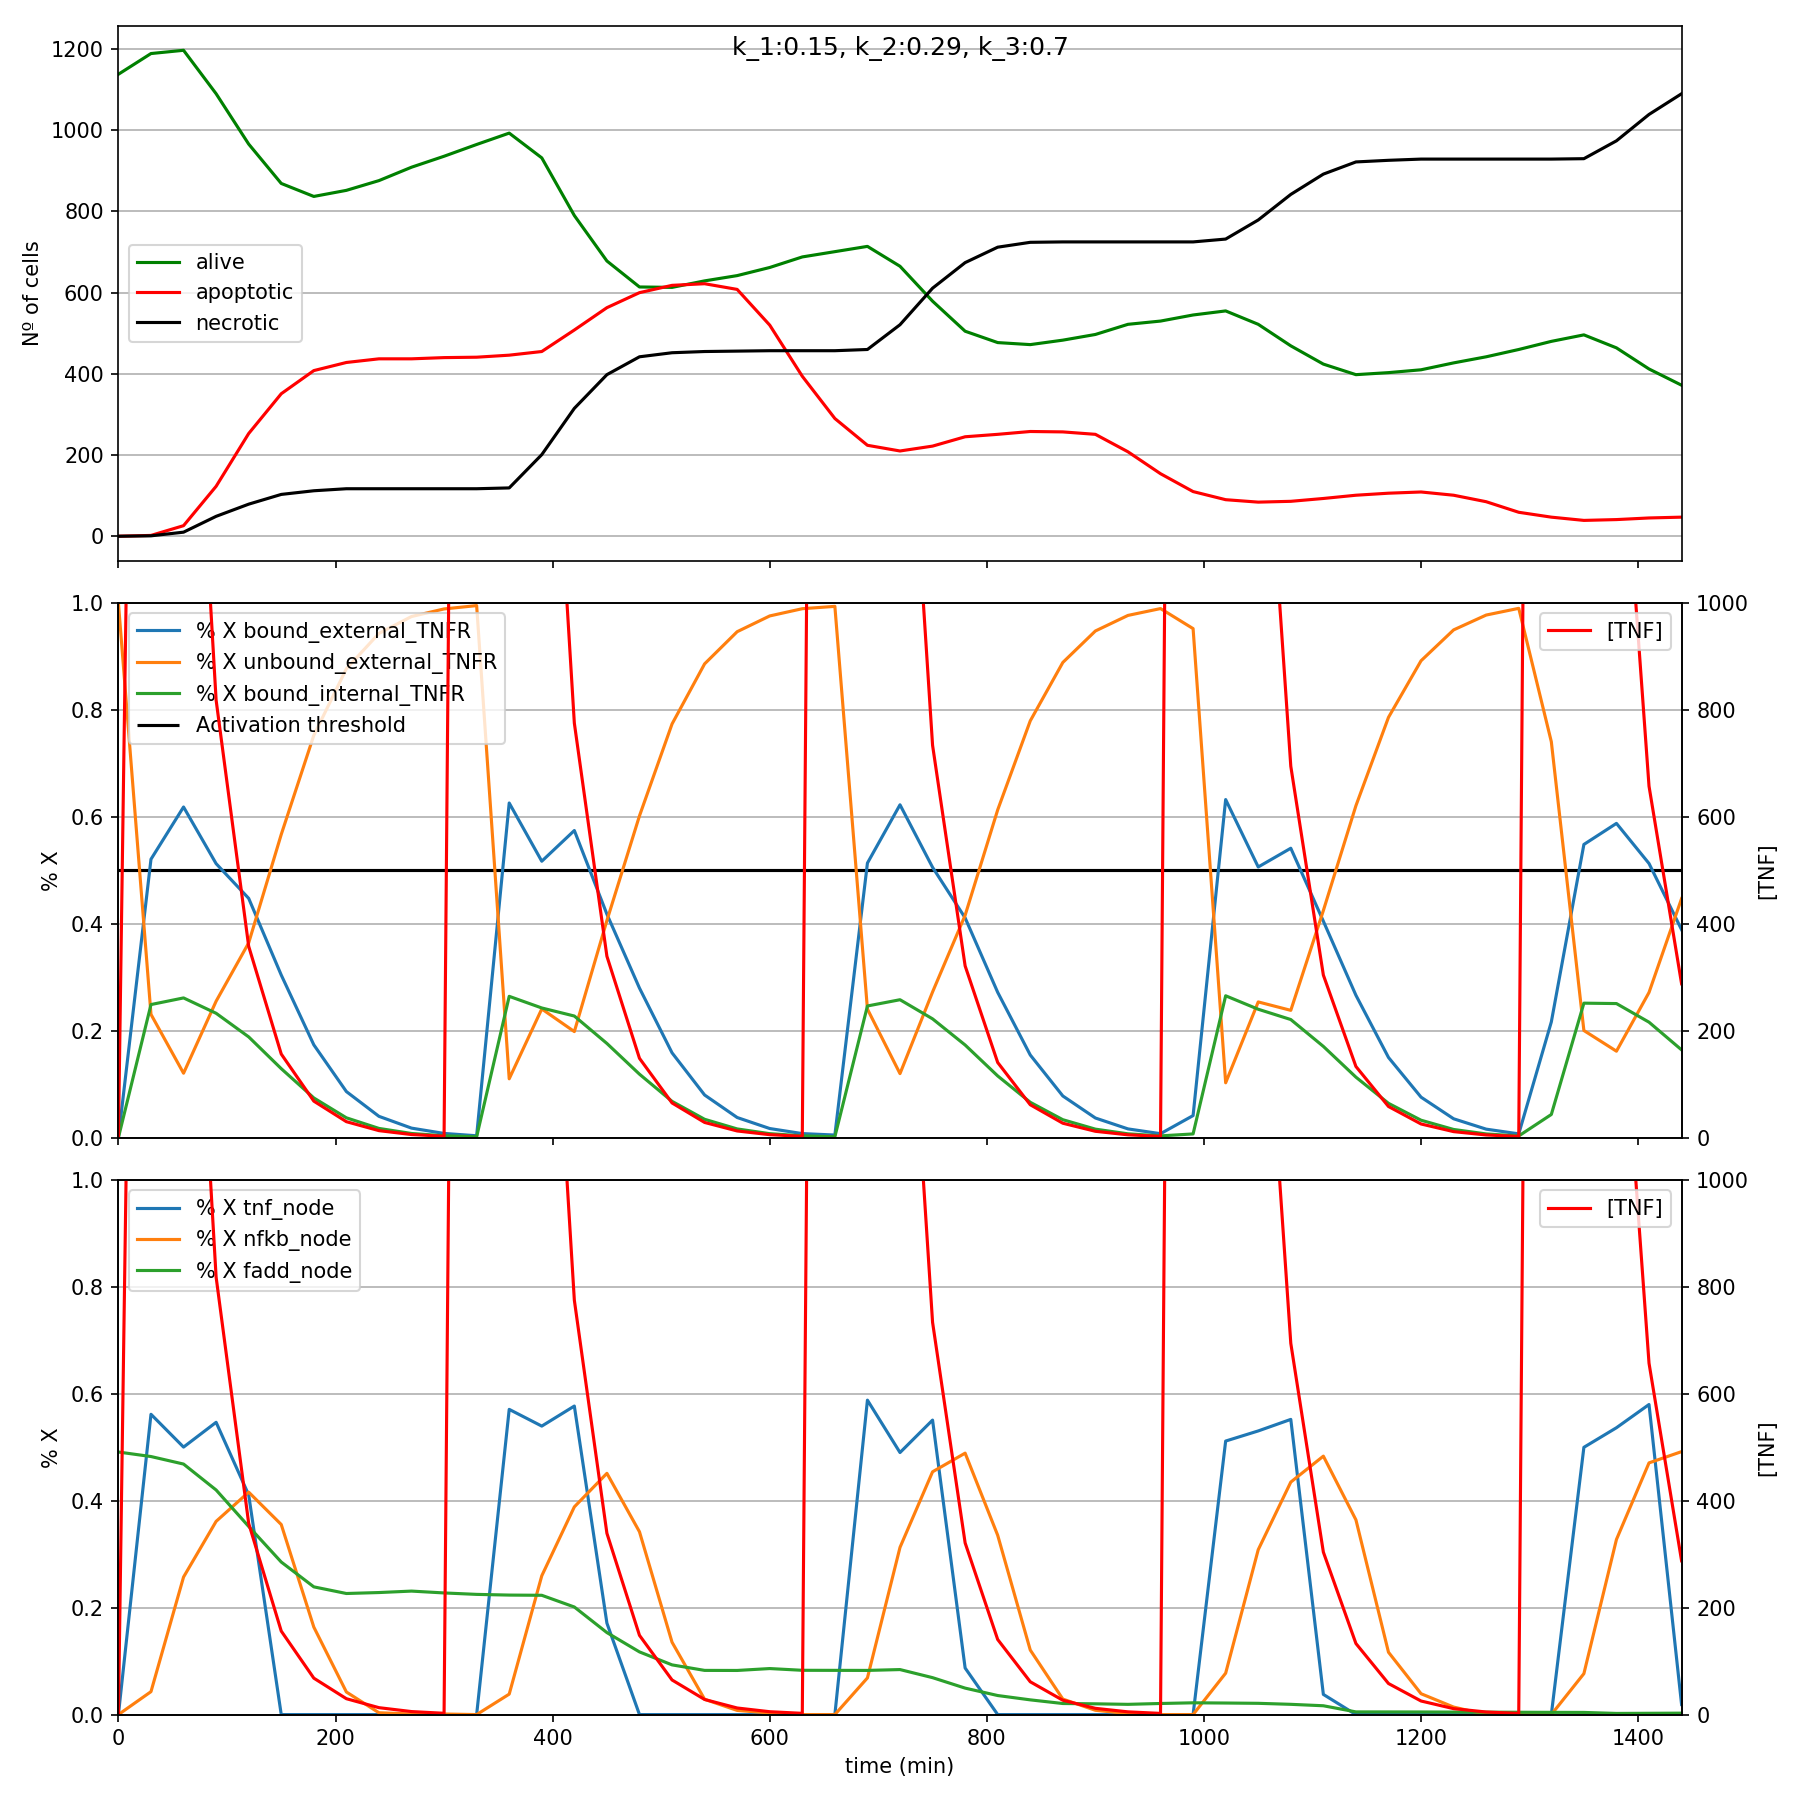 k_1:0.15, k_2:0.29, k_3:0.7
1200
1000
800
600
400
200
0
Nº of cells
alive
apoptotic
necrotic
1.0
0.8
0.6
0.4
0.2
0.0
% X
% X bound_external_TNFR
% X unbound_external_TNFR
% X bound_internal_TNFR
Activation threshold
[TNF]
1000
800
600
400
200
0
[TNF]
1.0
0.8
0.6
0.4
0.2
0.0
% X
% X tnf_node
% X nfkb_node
% X fadd_node
[TNF]
1000
800
600
400
200
0
[TNF]
0 200 400 600 800 1000 1200 1400
time (min)